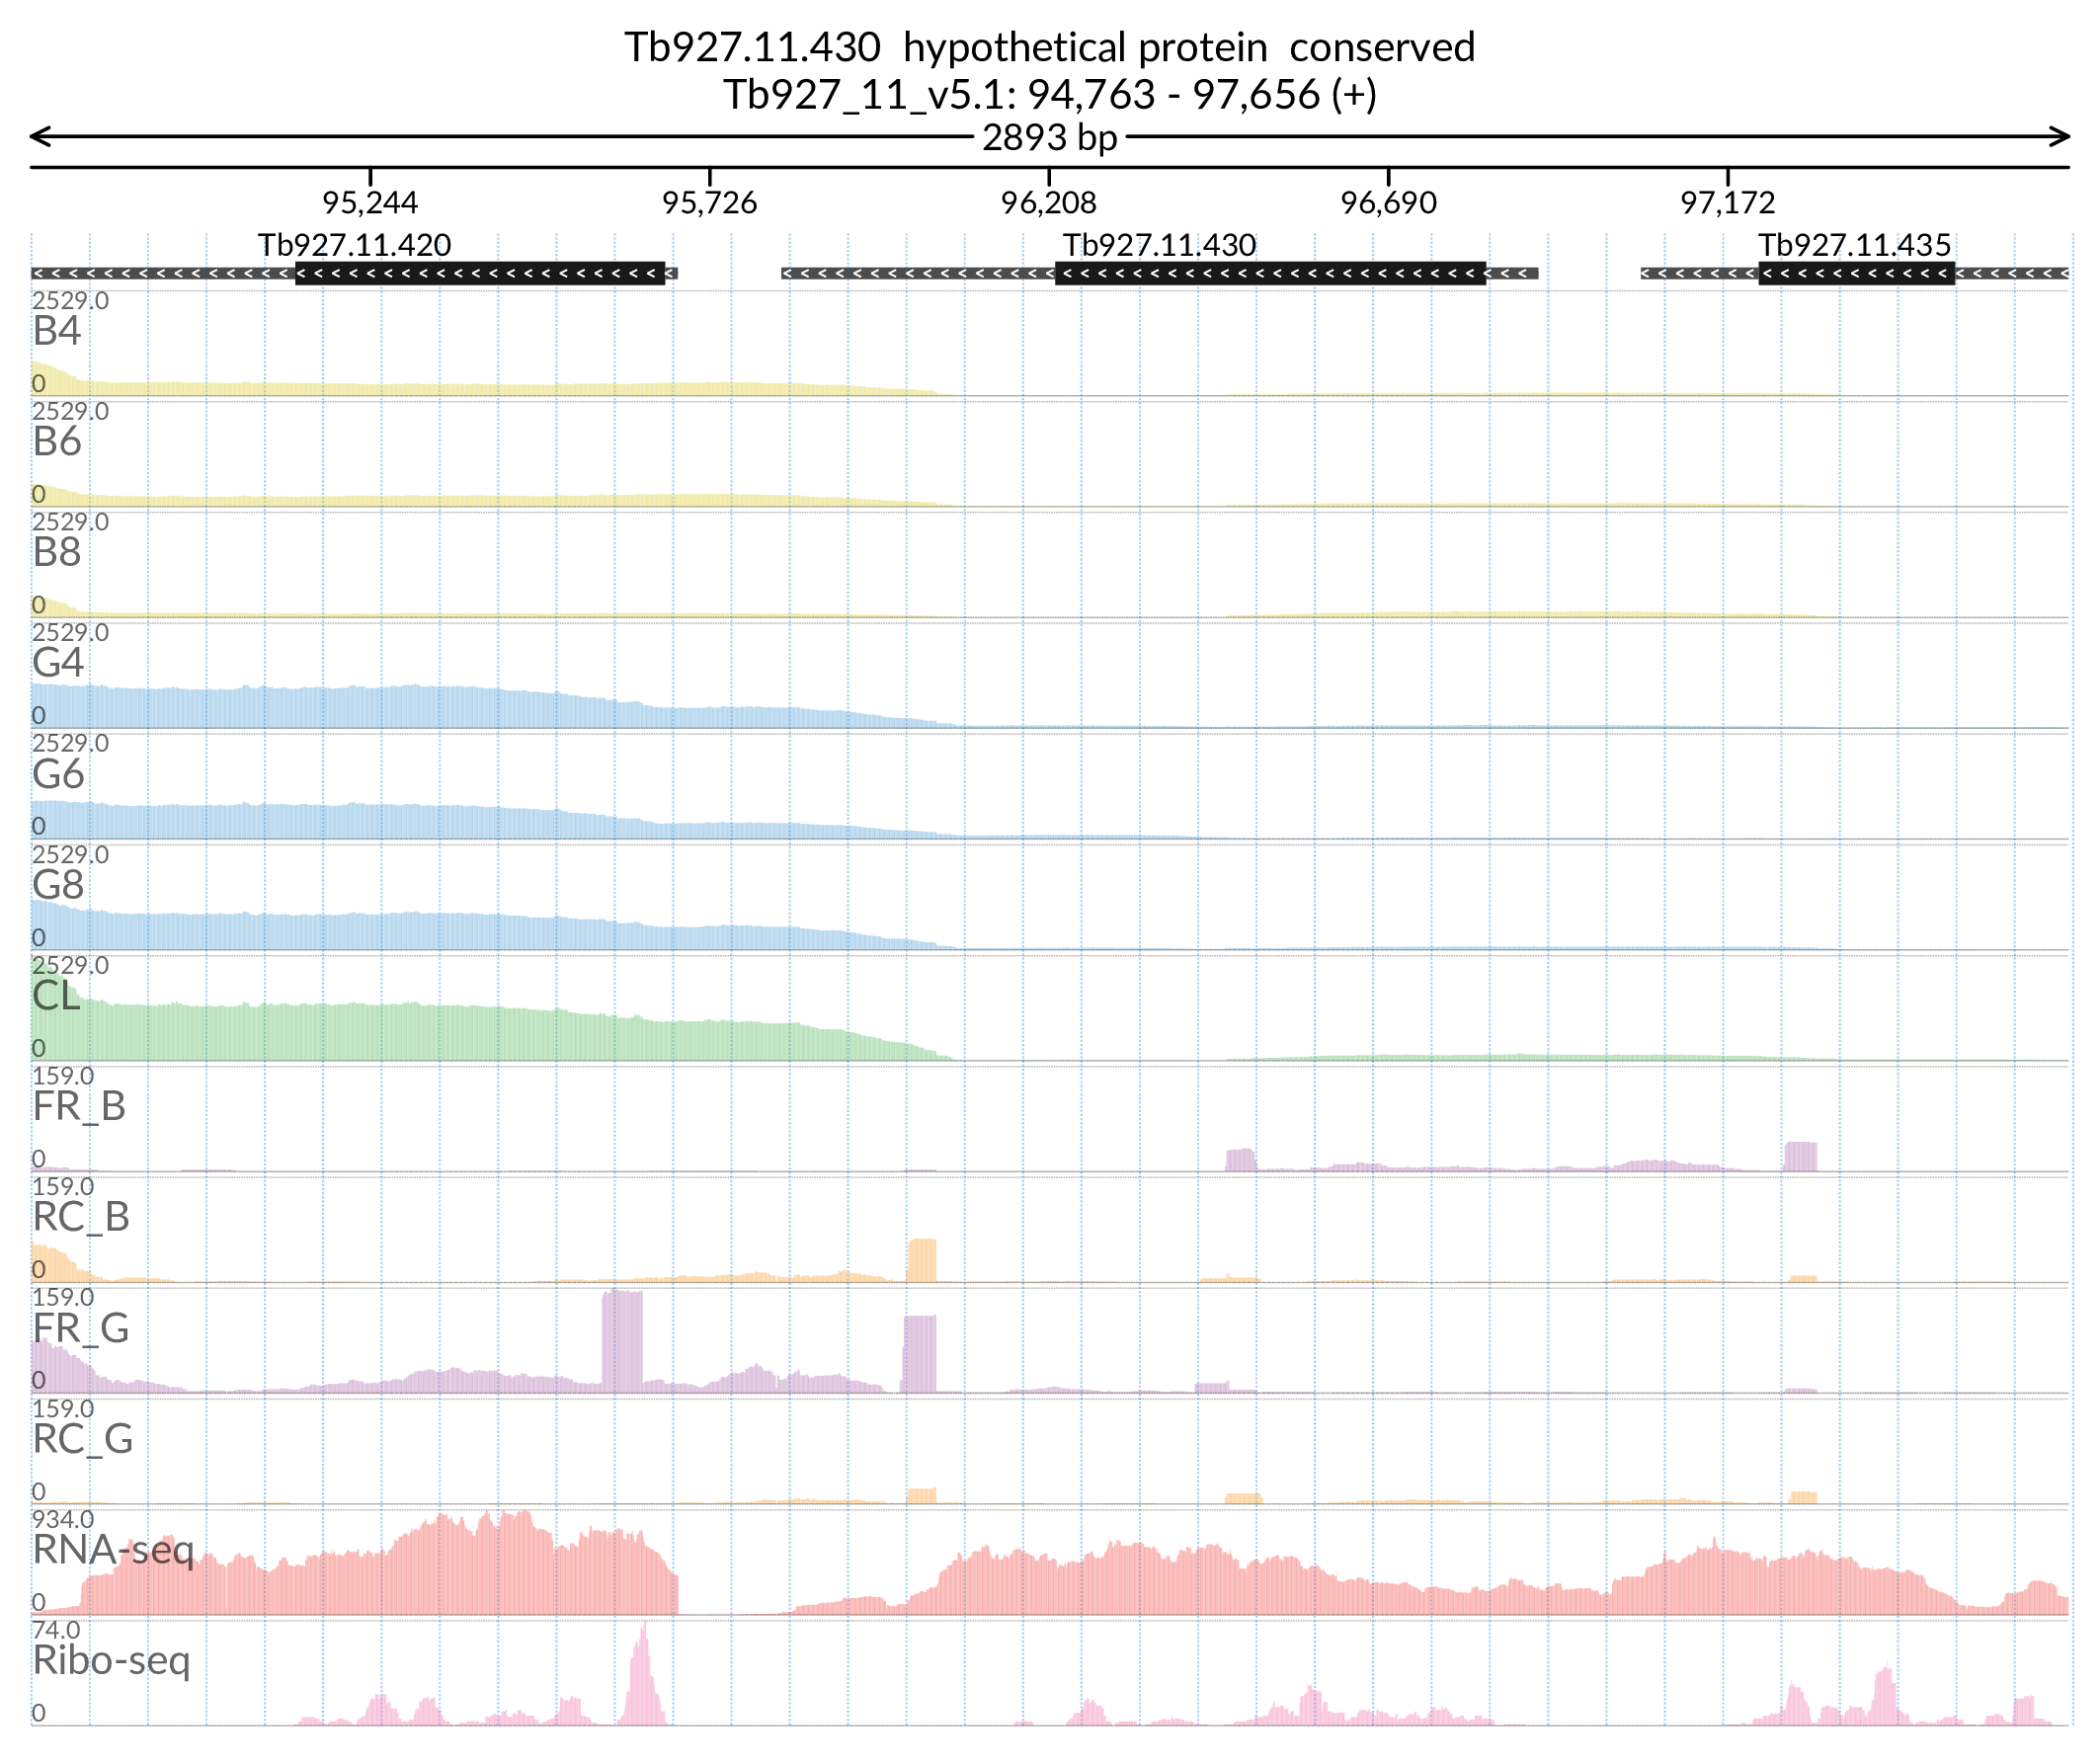 Tb927.11.430 hypothetical protein conserved
Tb927_11_v5.1: 94,763 - 97,656 (+)
2893 bp
95,244 95,726 96,208 96,690 97,172
Tb927.11.420 Tb927.11.430 Tb927.11.435
2529.0
B4
0
2529.0
B6
0
2529.0
B8
0
2529.0
G4
0
2529.0
G6
0
2529.0
G8
0
2529.0
CL
0
159.0
FR_B
0
159.0
RC_B
0
159.0
FR_G
0
159.0
RC_G
0
934.0
RNA-seq
0
74.0
Ribo-seq
0